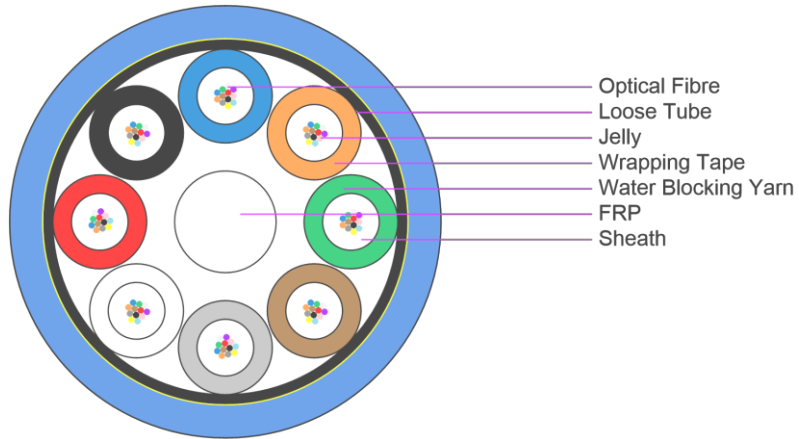 Optical Fibre
Loose Tube
Jelly
Wrapping Tape
Water Blocking Yarn
FRP
Sheath